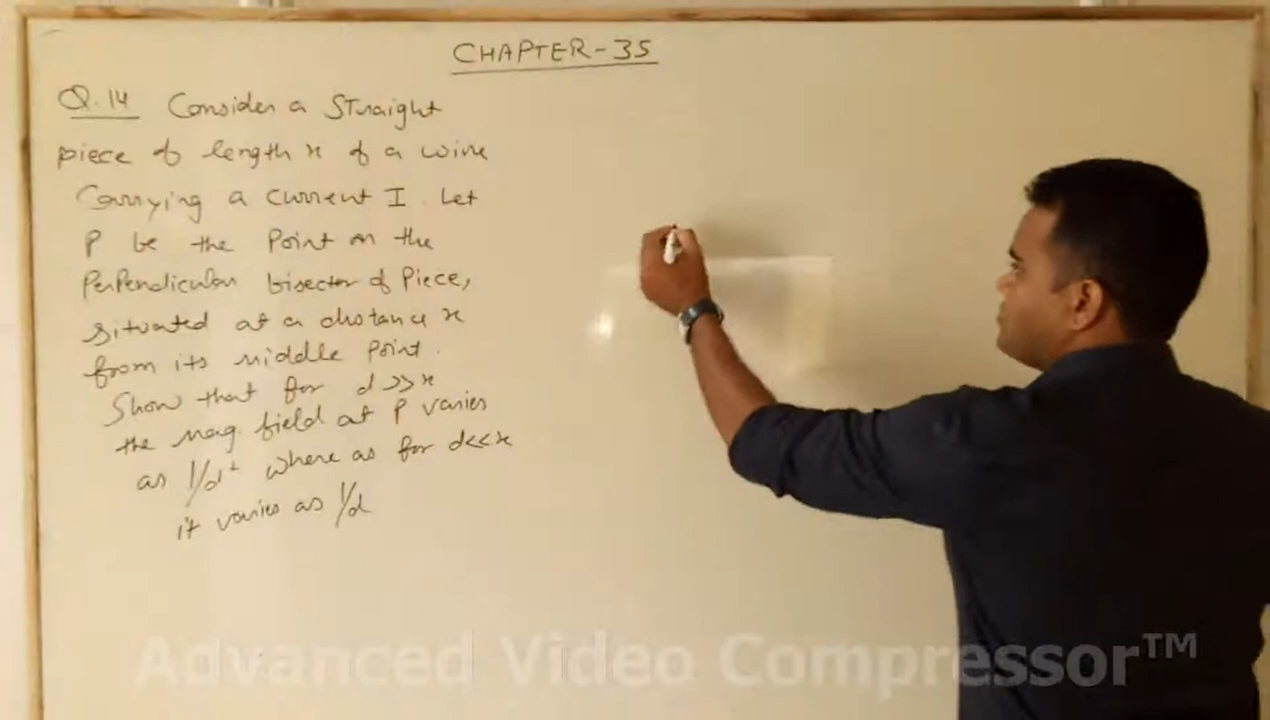 CHAPTER-35
Q.14 Consider a Straight
piece of length x of a wire
Carrying a current I. Let
P be the Point on the
Perpendicular bisector of Piece,
situated at a distance x
from its middle point.
Show that for d>>x
the mag. field at P varies
as 1/d² where as for d<<x
it varies as 1/d
Advanced Video Compressor™